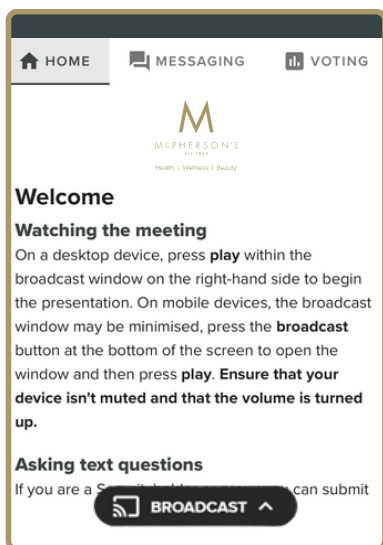 HOME MESSAGING VOTING
M
McPHERSON'S
Est. 1860
Health | Wellness | Beauty
Welcome
Watching the meeting
On a desktop device, press play within the
broadcast window on the right-hand side to begin
the presentation. On mobile devices, the broadcast
window may be minimised, press the broadcast
button at the bottom of the screen to open the
window and then press play. Ensure that your
device isn't muted and that the volume is turned
up.
Asking text questions
If you are a can submit
BROADCAST